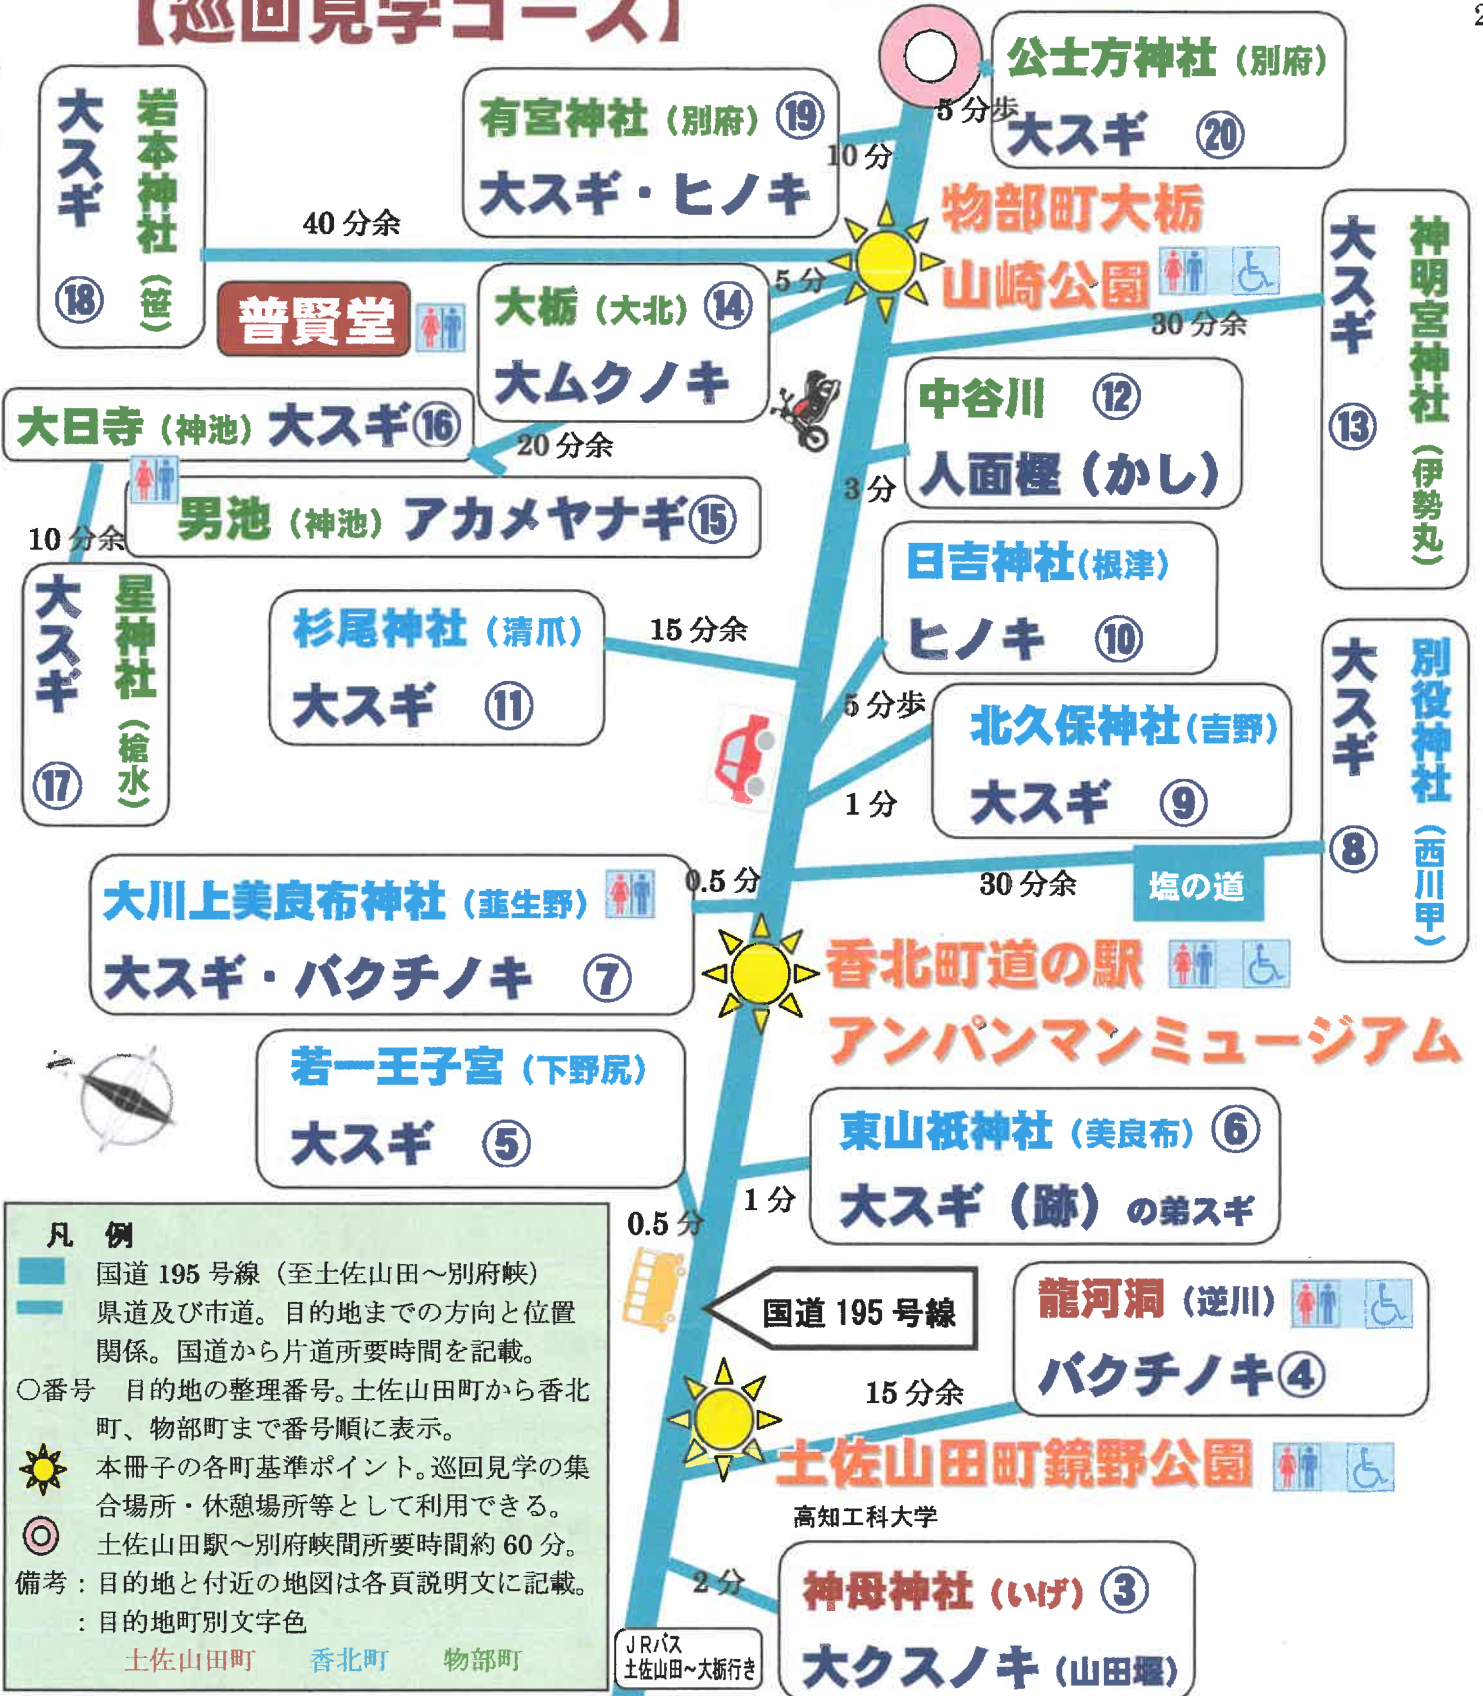 【巡回見学コース】
2
公士方神社（別府）
大スギ ⑳
5分歩
有宮神社（別府）⑲
大スギ・ヒノキ
10分
岩本神社（笹）
大スギ ⑱
40分余
物部町大栃
山崎公園
普賢堂
大栃（大北）⑭
大ムクノキ
5分
30分余
神明宮神社（伊勢丸）
大スギ ⑬
中谷川 ⑫
人面樫（かし）
3分
大日寺（神池）大スギ⑯
20分余
男池（神池）アカメヤナギ⑮
10分余
星神社（槍水）
大スギ ⑰
日吉神社（根津）
ヒノキ ⑩
5分歩
杉尾神社（清爪）
大スギ ⑪
15分余
北久保神社（吉野）
大スギ ⑨
1分
別役神社（西川甲）
大スギ ⑧
30分余
塩の道
大川上美良布神社（韮生野）
大スギ・バクチノキ ⑦
0.5分
香北町道の駅
アンパンマンミュージアム
若一王子宮（下野尻）
大スギ ⑤
0.5分
東山祇神社（美良布）⑥
大スギ（跡）の弟スギ
1分
国道195号線
龍河洞（逆川）
バクチノキ④
15分余
土佐山田町鏡野公園
高知工科大学
神母神社（いげ）③
大クスノキ（山田堰）
2分
JRバス
土佐山田～大栃行き
凡 例
国道195号線（至土佐山田～別府峡）
県道及び市道。目的地までの方向と位置
関係。国道から片道所要時間を記載。
○番号 目的地の整理番号。土佐山田町から香北
町、物部町まで番号順に表示。
本冊子の各町基準ポイント。巡回見学の集
合場所・休憩場所等として利用できる。
土佐山田駅～別府峡間所要時間約60分。
備考：目的地と付近の地図は各頁説明文に記載。
：目的地町別文字色
土佐山田町 香北町 物部町